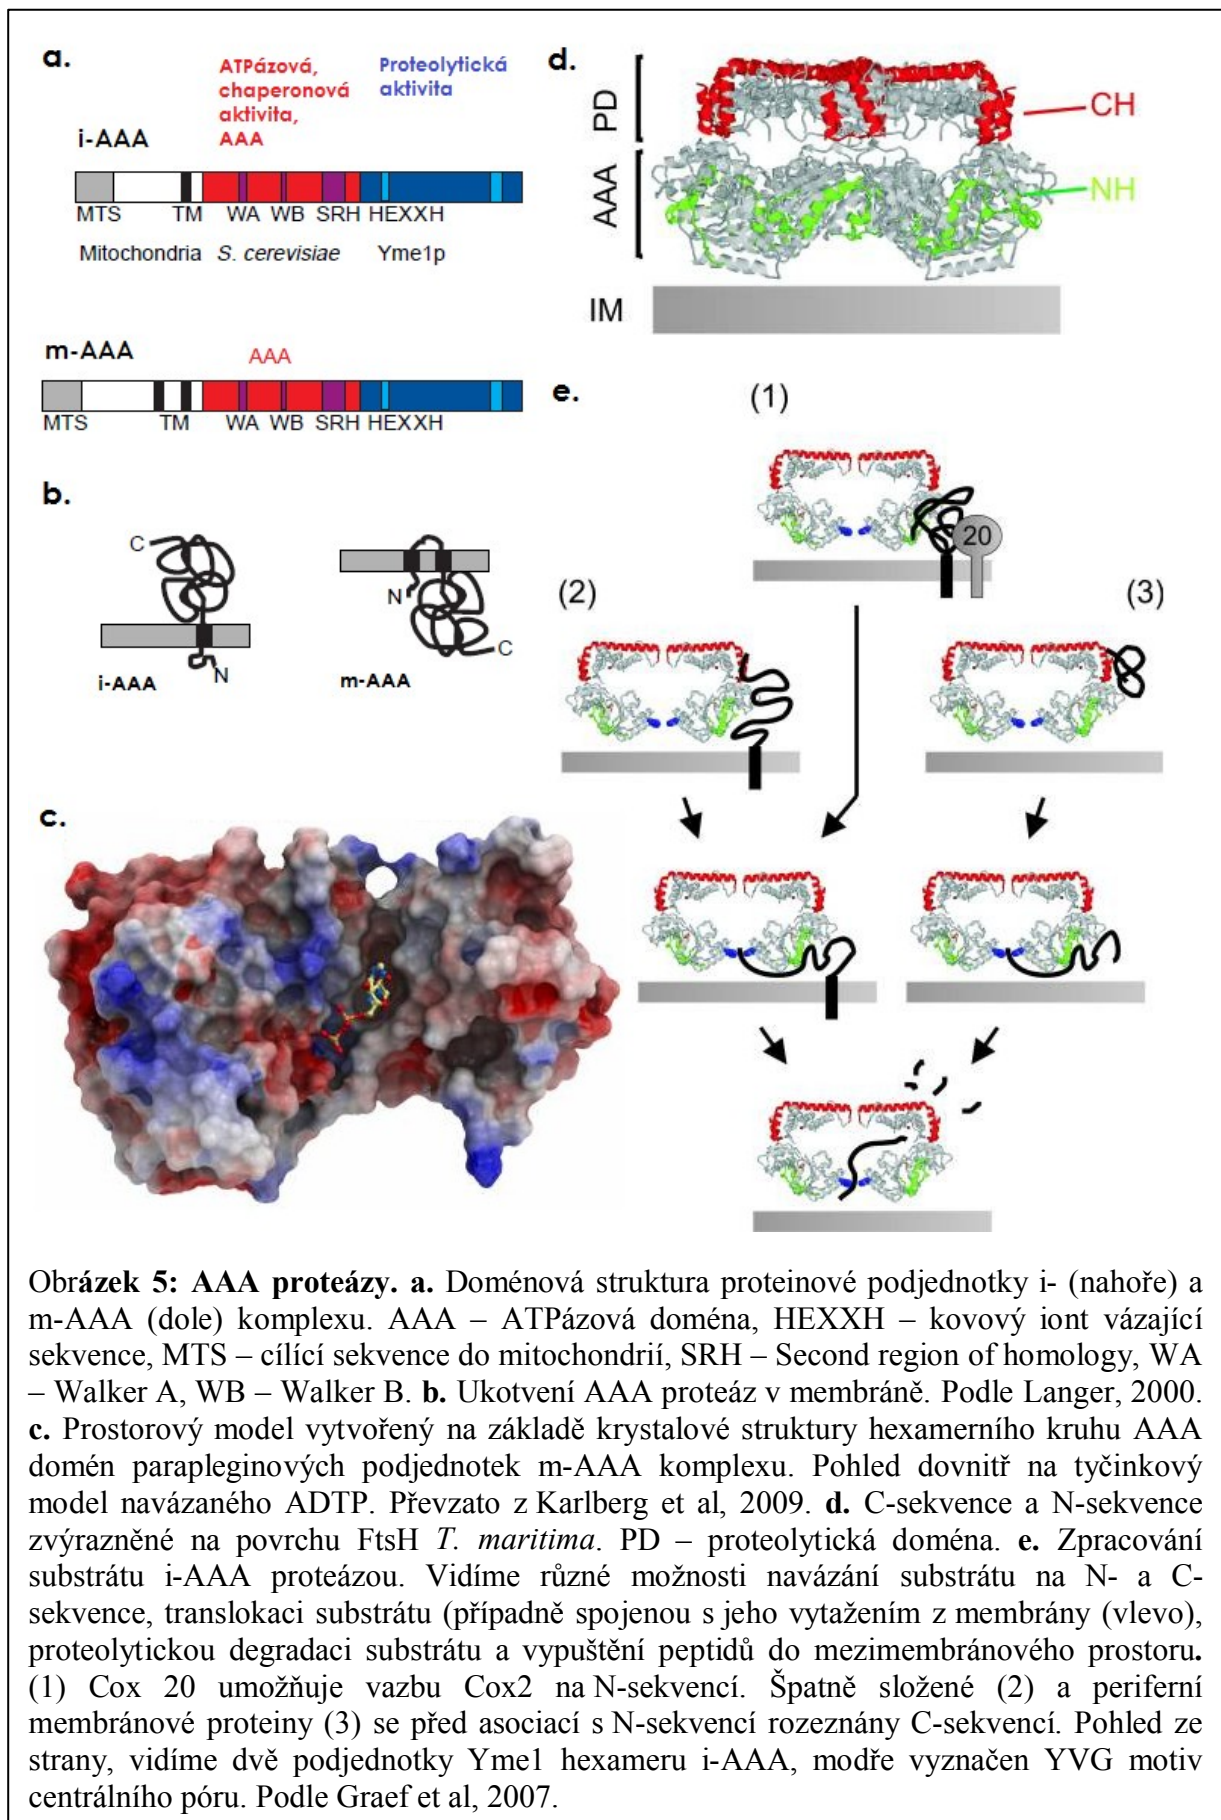 a.
ATPázová,
chaperonová
aktivita,
AAA
Proteolytická
aktivita
i-AAA
MTS TM WA WB SRH HEXXH
Mitochondria S. cerevisiae Yme1p
m-AAA
AAA
MTS TM WA WB SRH HEXXH
b.
C
N
i-AAA
N
C
m-AAA
c.
d.
PD
AAA
CH
NH
IM
e.
(1)
20
(2)
(3)
Obrázek 5: AAA proteázy. a. Doménová struktura proteinové podjednotky i- (nahoře) a
m-AAA (dole) komplexu. AAA – ATPázová doména, HEXXH – kovový iont vázající
sekvence, MTS – cílící sekvence do mitochondrií, SRH – Second region of homology, WA
– Walker A, WB – Walker B. b. Ukotvení AAA proteáz v membráně. Podle Langer, 2000.
c. Prostorový model vytvořený na základě krystalové struktury hexamerního kruhu AAA
domén parapleginových podjednotek m-AAA komplexu. Pohled dovnitř na tyčinkový
model navázaného ADTP. Převzato z Karlberg et al, 2009. d. C-sekvence a N-sekvence
zvýrazněné na povrchu FtsH T. maritima. PD – proteolytická doména. e. Zpracování
substrátu i-AAA proteázou. Vidíme různé možnosti navázání substrátu na N- a C-
sekvence, translokaci substrátu (případně spojenou s jeho vytažením z membrány (vlevo),
proteolytickou degradaci substrátu a vypuštění peptidů do mezimembránového prostoru.
(1) Cox 20 umožňuje vazbu Cox2 na N-sekvencí. Špatně složené (2) a periferní
membránové proteiny (3) se před asociací s N-sekvencí rozeznány C-sekvencí. Pohled ze
strany, vidíme dvě podjednotky Yme1 hexameru i-AAA, modře vyznačen YVG motiv
centrálního póru. Podle Graef et al, 2007.